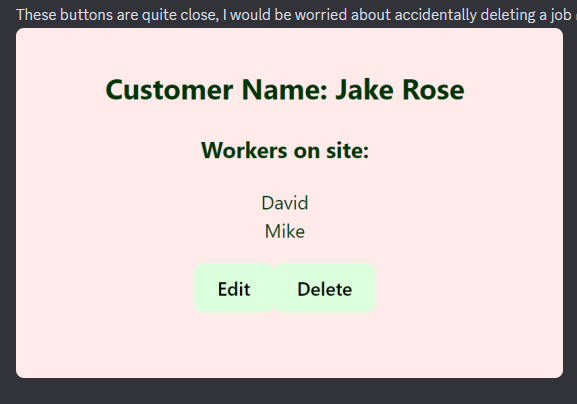 These buttons are quite close, I would be worried about accidentally deleting a job
Customer Name: Jake Rose
Workers on site:
David
Mike
Edit Delete